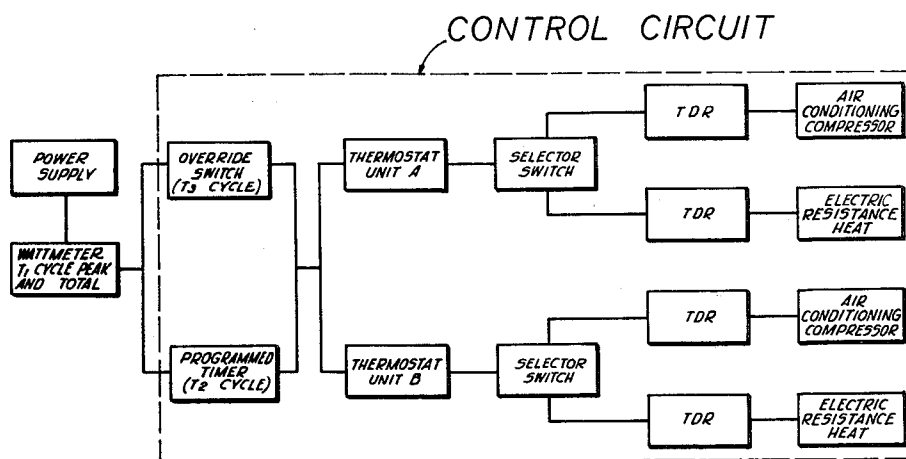 CONTROL CIRCUIT
POWER
SUPPLY
WATTMETER
T1 CYCLE PEAK
AND TOTAL
OVERRIDE
SWITCH
(T3 CYCLE)
PROGRAMMED
TIMER
(T2 CYCLE)
THERMOSTAT
UNIT A
SELECTOR
SWITCH
TDR
AIR
CONDITIONING
COMPRESSOR
TDR
ELECTRIC
RESISTANCE
HEAT
THERMOSTAT
UNIT B
SELECTOR
SWITCH
TDR
AIR
CONDITIONING
COMPRESSOR
TDR
ELECTRIC
RESISTANCE
HEAT